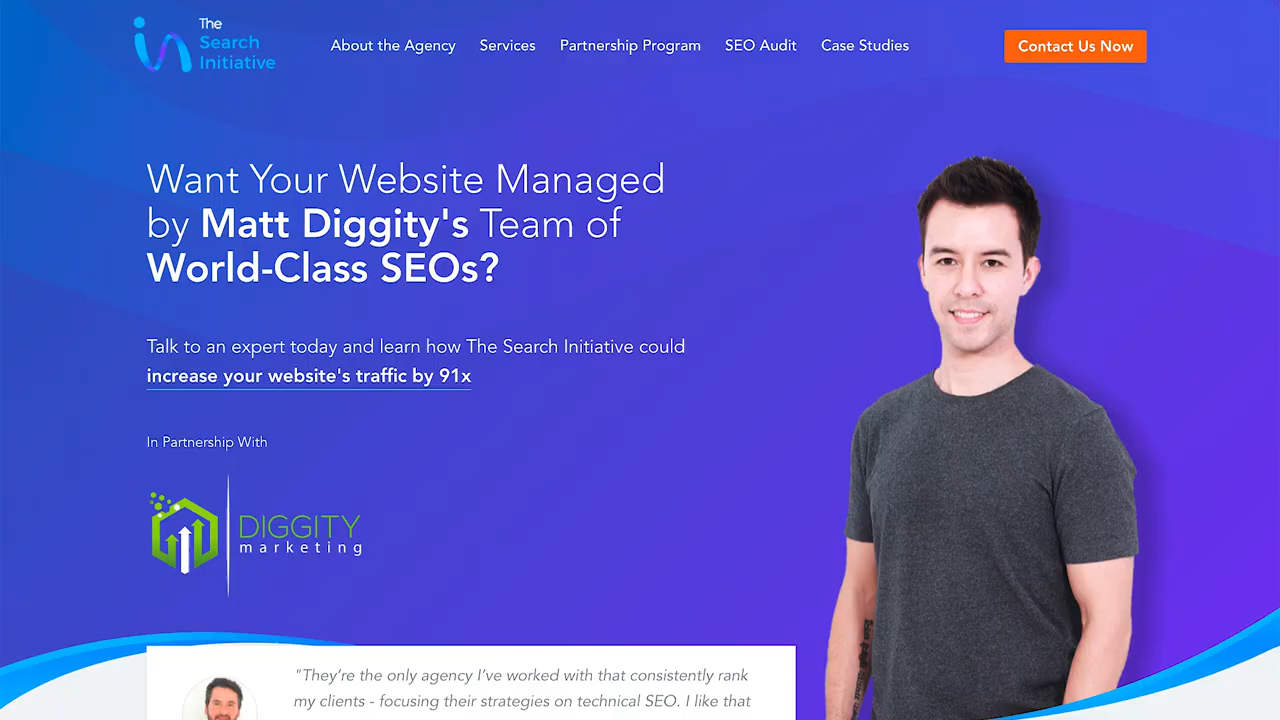 The
Search
Initiative
About the Agency
Services
Partnership Program
SEO Audit
Case Studies
Contact Us Now
Want Your Website Managed
by Matt Diggity's Team of
World-Class SEOs?
Talk to an expert today and learn how The Search Initiative could
increase your website's traffic by 91x
In Partnership With
DIGGITY
marketing
"They’re the only agency I’ve worked with that consistently rank
my clients - focusing their strategies on technical SEO. I like that